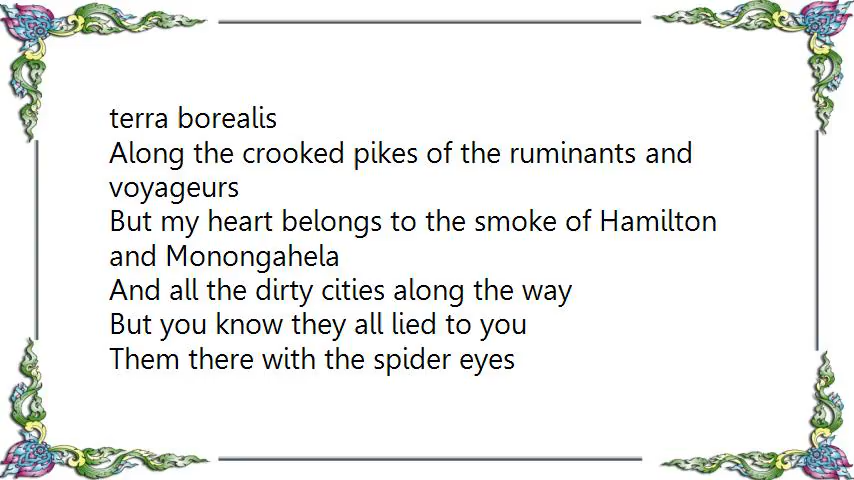 terra borealis
Along the crooked pikes of the ruminants and
voyageurs
But my heart belongs to the smoke of Hamilton
and Monongahela
And all the dirty cities along the way
But you know they all lied to you
Them there with the spider eyes